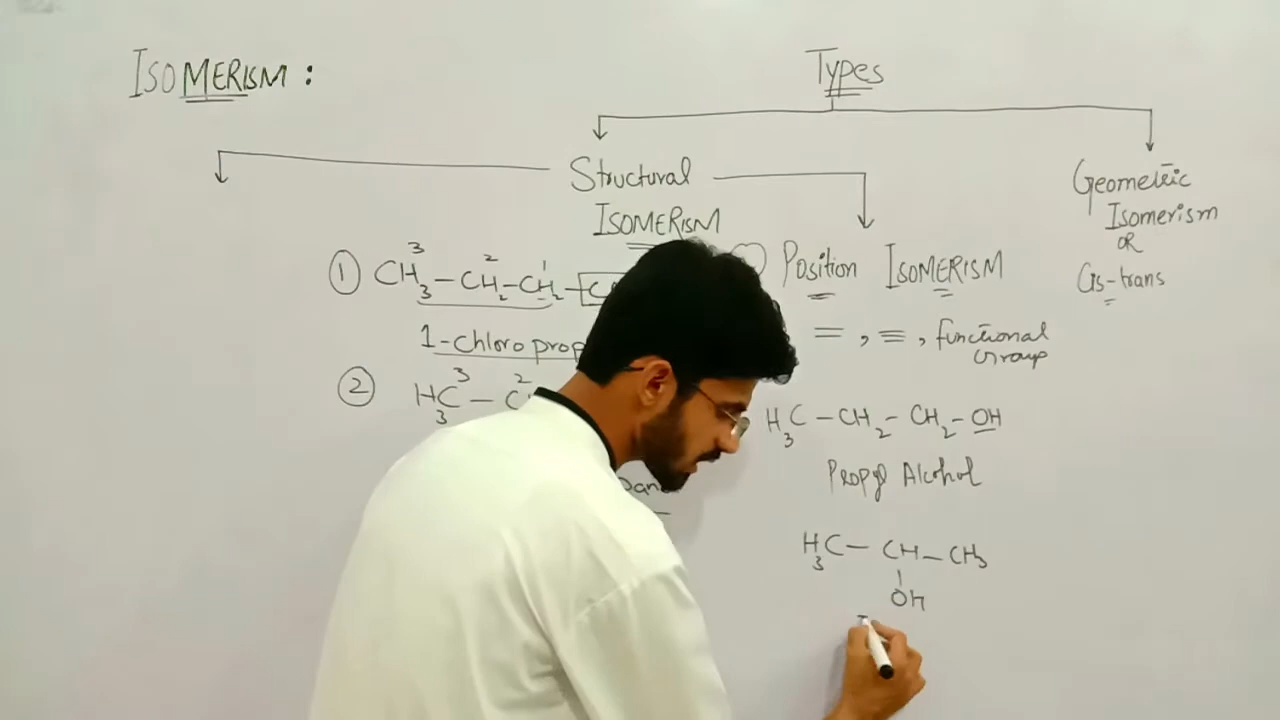 ISOMERISM :
Types
Structural
ISOMERISM
Geometric
Isomerism
OR
Cis-trans
① CH₃ – CH₂ – CH₂ –
3 2 1
1-chloro prop
② H₃C –
3 2
Position ISOMERISM
= , ≡ , functional
Group
H₃C – CH₂ – CH₂ – OH
Propyl Alcohol
H₃C – CH – CH₃
OH